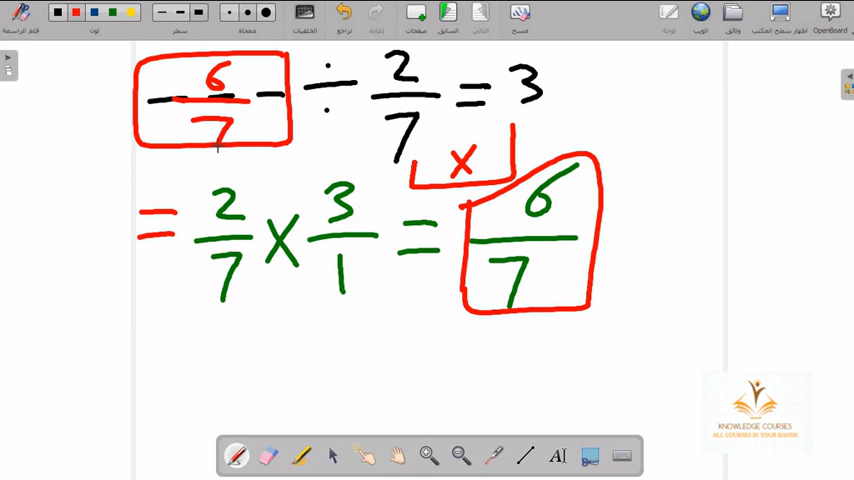 قلم الرصاص لون سطر ممحاة الخلفيات تراجع إعادة صفحات السابق التالي مسح لوحة الويب وثائق اظهار سطح المكتب OpenBoard
6/7 ÷ 2/7 = 3
×
= 2/7 × 3/1 = 6/7
KNOWLEDGE COURSES
ALL COURSES IN YOUR HANDS